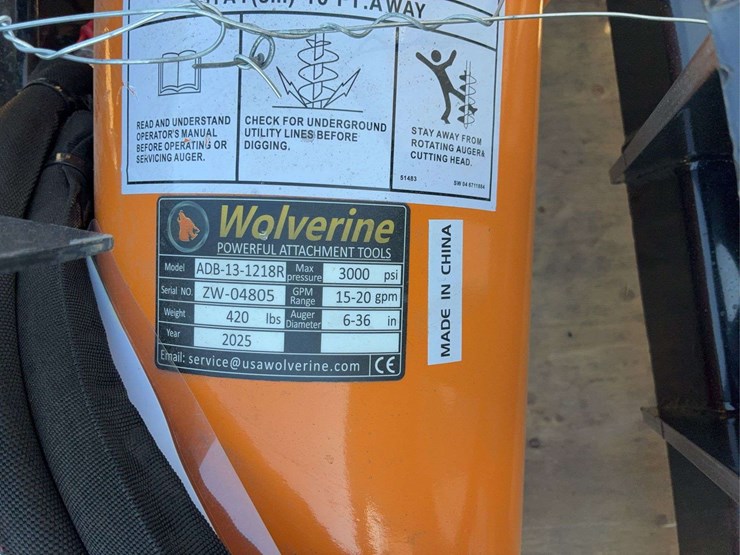 FT.AWAY
READ AND UNDERSTAND
OPERATOR'S MANUAL
BEFORE OPERATING OR
SERVICING AUGER.
CHECK FOR UNDERGROUND
UTILITY LINES BEFORE
DIGGING.
STAY AWAY FROM
ROTATING AUGER&
CUTTING HEAD.
51483
Wolverine
POWERFUL ATTACHMENT TOOLS
Model ADB-13-1218R Max pressure 3000 psi
Serial NO. ZW-04805 GPM Range 15-20 gpm
Weight 420 lbs Auger Diameter 6-36 in
Year 2025
Email: service@usawolverine.com CE
MADE IN CHINA